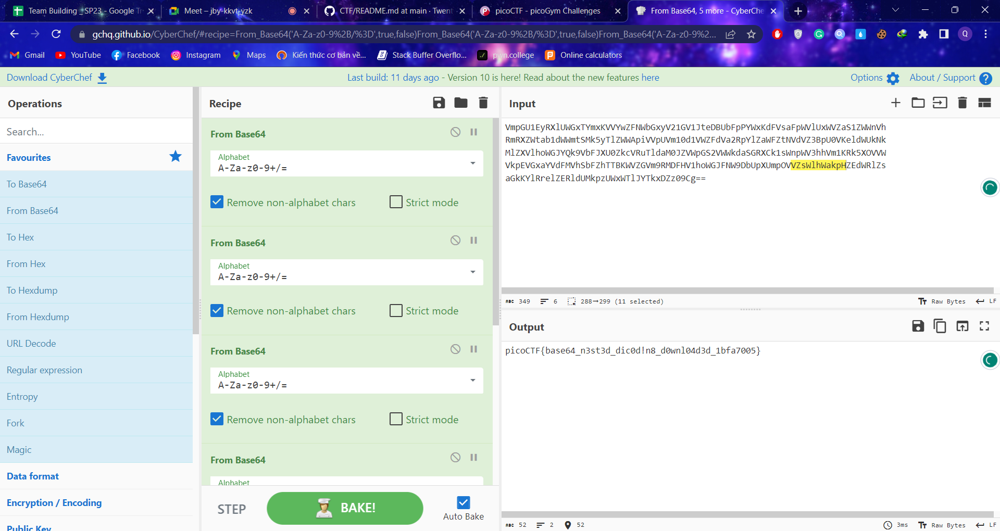 Team Building _SP23 - Google Tr
Meet – jby-kkvt-yzk
CTF/README.md at main · Twent
picoCTF - picoGym Challenges
From Base64, 5 more - CyberChe
gchq.github.io/CyberChef/#recipe=From_Base64('A-Za-z0-9%2B/%3D',true,false)From_Base64('A-Za-z0-9%2B/%3D',true,false)From_Base64('A-Za-z0-9%2...
Q
Gmail
YouTube
Facebook
Instagram
Maps
Kiến thức cơ bản về...
Stack Buffer Overflo...
pwn.college
Online calculators
Download CyberChef
Last build: 11 days ago - Version 10 is here! Read about the new features here
Options
About / Support
Operations
Search...
Favourites
To Base64
From Base64
To Hex
From Hex
To Hexdump
From Hexdump
URL Decode
Regular expression
Entropy
Fork
Magic
Data format
Encryption / Encoding
Public Key
Recipe
From Base64
Alphabet
A-Za-z0-9+/=
Remove non-alphabet chars
Strict mode
From Base64
Alphabet
A-Za-z0-9+/=
Remove non-alphabet chars
Strict mode
From Base64
Alphabet
A-Za-z0-9+/=
Remove non-alphabet chars
Strict mode
From Base64
Alphabet
STEP
BAKE!
Auto Bake
Input
VmpGU1EyRXlUWGxTYmxKVVYwZFNWbGxyV21GV1JteDBUbFpPYWxKdFVsaFpWVlUxWVZaS1ZWWnVh
RmRXZWtab1dWWmtSMk5yTlZWWApiVVpUVm10d1VWZFdVa2RpYlZaWFZtNVdVZ3BpU0VKeldWUkNk
MlZXVlhoWGJYQk9VbFJXU0ZkcVRuTldaM0JZVWpGS2VWWkdaSGRXCk1sWnpWV3hhVm1KRk5XOVVW
VkpEVGxaYVdFMVhSbFZhTTBKWVZGVm9RMDFHV1hoWGJFNW9DbUpXUmpOVVZsWlhWakpHZEdWRlZs
aGkKYlRrelZERldUMkpzUWxWTlJYTkxDZz09Cg==
ABC 349
6
288→299 (11 selected)
Raw Bytes
LF
Output
picoCTF{base64_n3st3d_dic0d!n8_d0wnl04d3d_1bfa7005}
ABC 52
2
52
3ms
Raw Bytes
LF